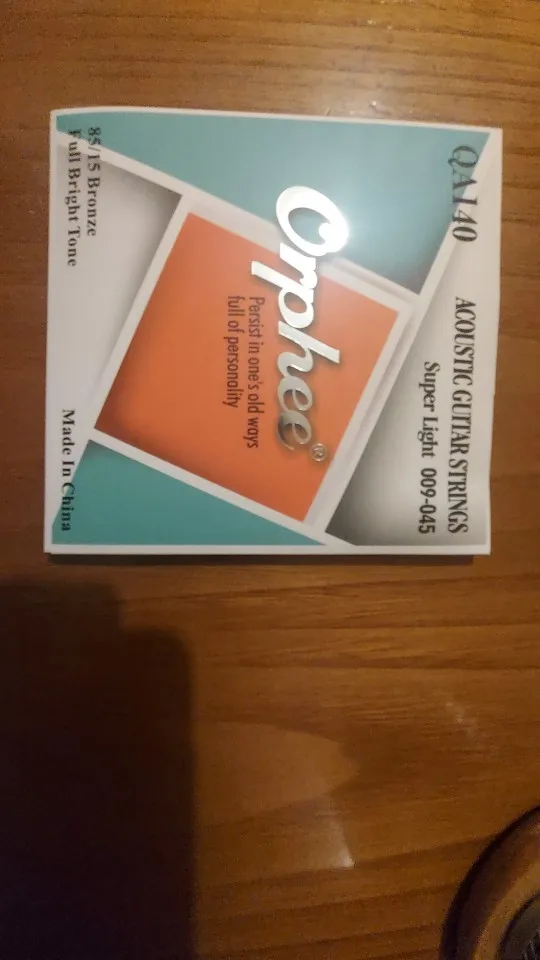 QA140
ACOUSTIC GUITAR STRINGS
Super Light 009-045
Orphee®
Persist in one's old ways
full of personality
85/15 Bronze
Full Bright Tone
Made In China